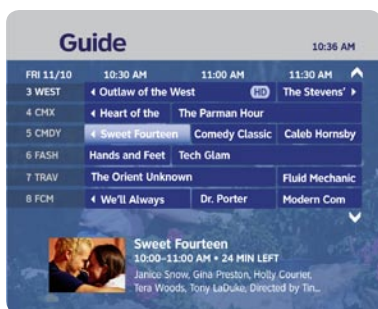 Guide 10:36 AM
FRI 11/10 10:30 AM 11:00 AM 11:30 AM
3 WEST Outlaw of the West HD The Stevens'
4 CMX Heart of the The Parman Hour
5 CMDY Sweet Fourteen Comedy Classic Caleb Hornsby
6 FASH Hands and Feet Tech Glam
7 TRAV The Orient Unknown Fluid Mechanic
8 FCM We'll Always Dr. Porter Modern Com
Sweet
Fourteen
10:00-11:00 AM • 24 MIN LEFT
Janice Snow, Gina Preston, Holly
Courier, Tera Woods, Tony LaDuke, Directed by Tin...